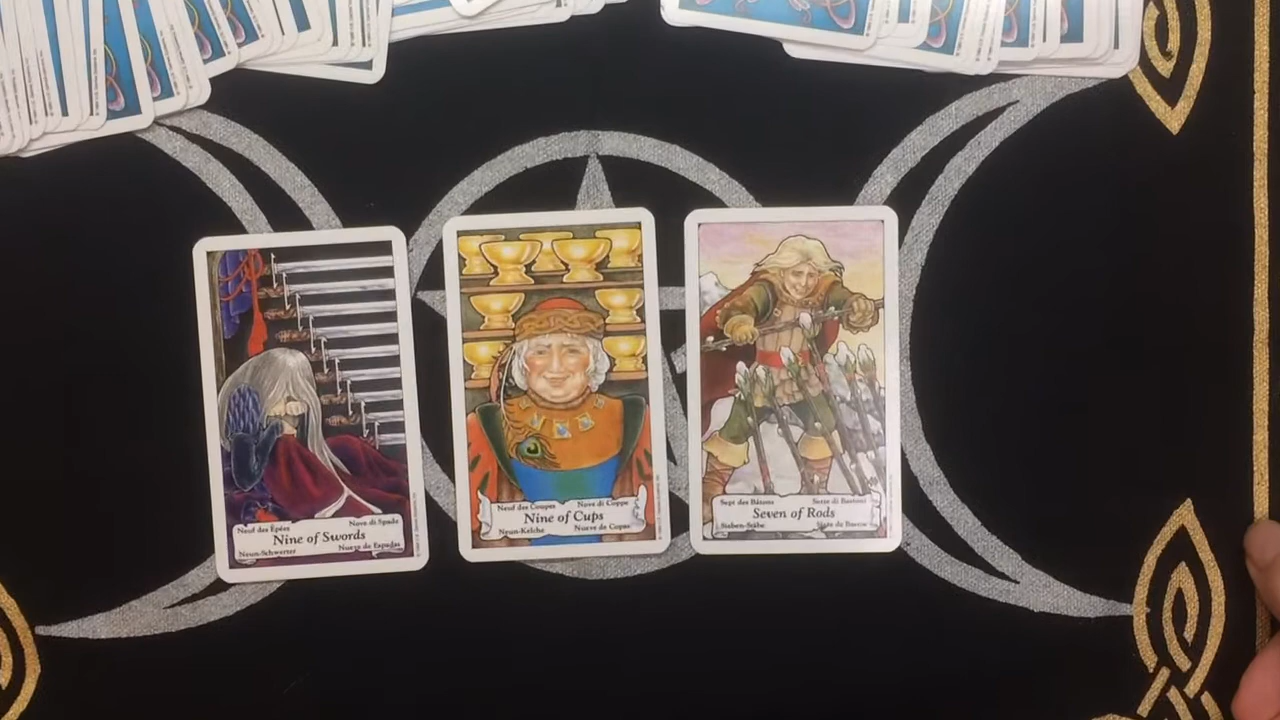 Neuf des Épées Nove di Spade
Nine of Swords
Neun-Schwerter Nueve de Espadas
Neuf des Coupes Nove di Coppe
Nine of Cups
Neun-Kelche Nueve de Copas
Sept des Bâtons Sette di Bastoni
Seven of Rods
Sieben-Stäbe Siete de Bastos